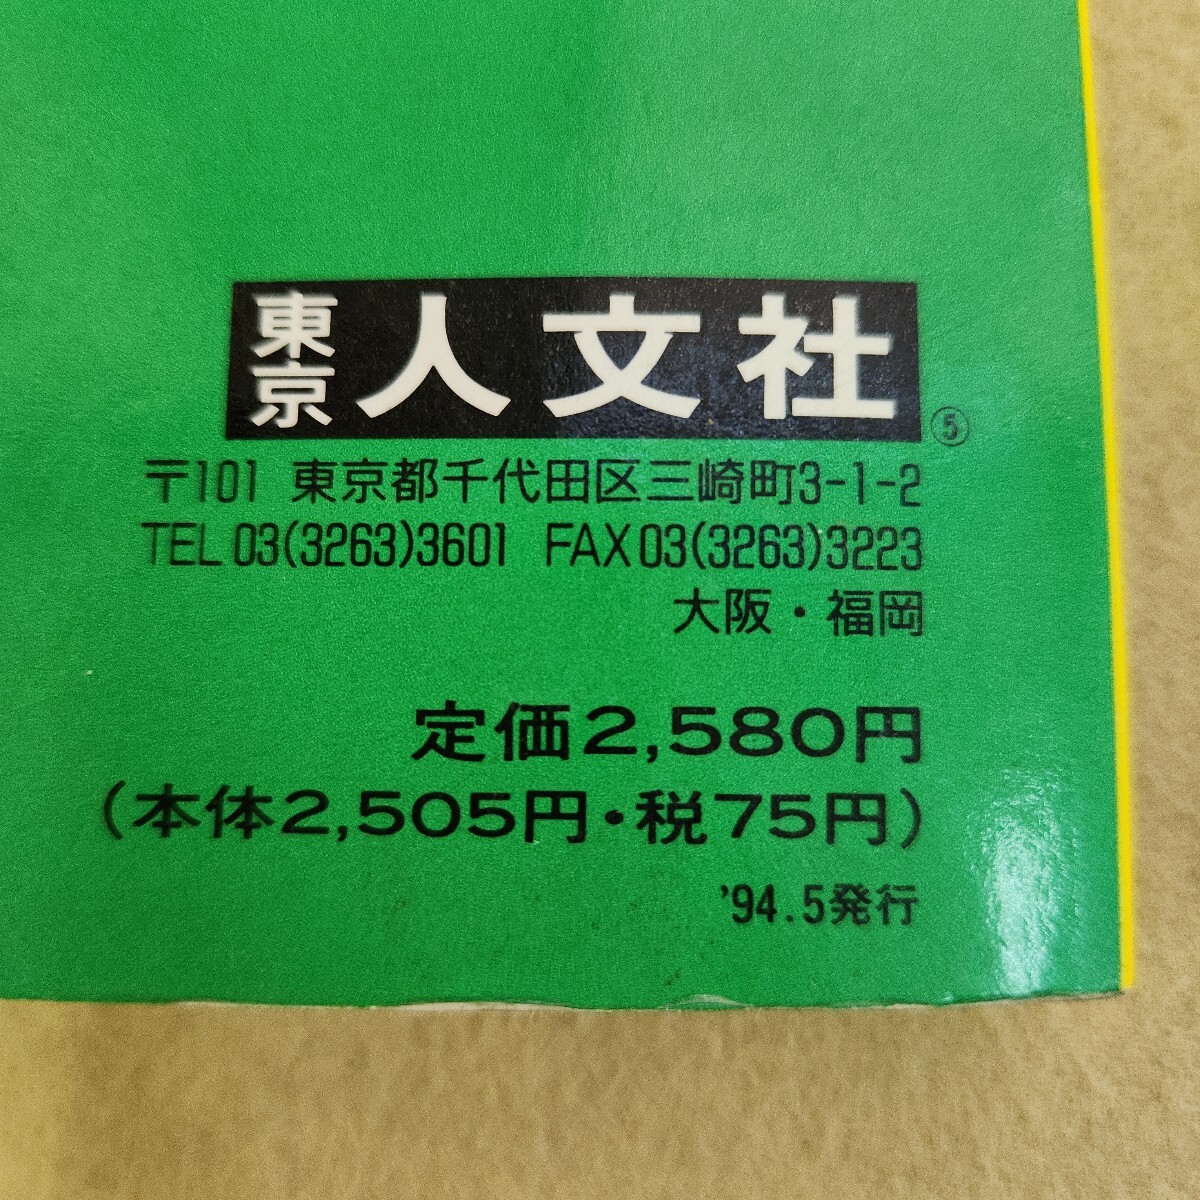 東京 人文社 ⑤
〒101 東京都千代田区三崎町3-1-2
TEL 03(3263)3601 FAX 03(3263)3223
大阪・福岡
定価2,580円
(本体2,505円・税75円)
'94.5発行